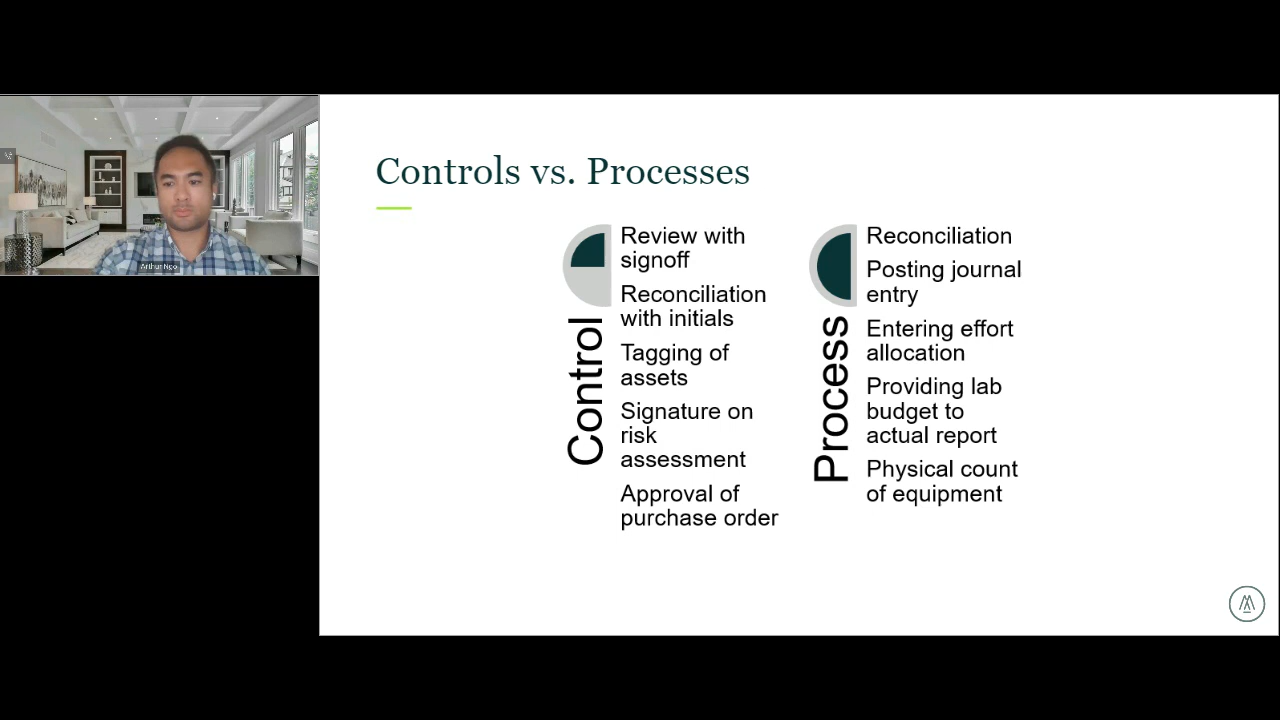 Arthur Ngo
Controls vs. Processes
Control
Review with
signoff
Reconciliation
with initials
Tagging of
assets
Signature on
risk
assessment
Approval of
purchase order
Process
Reconciliation
Posting journal
entry
Entering effort
allocation
Providing lab
budget to
actual report
Physical count
of equipment